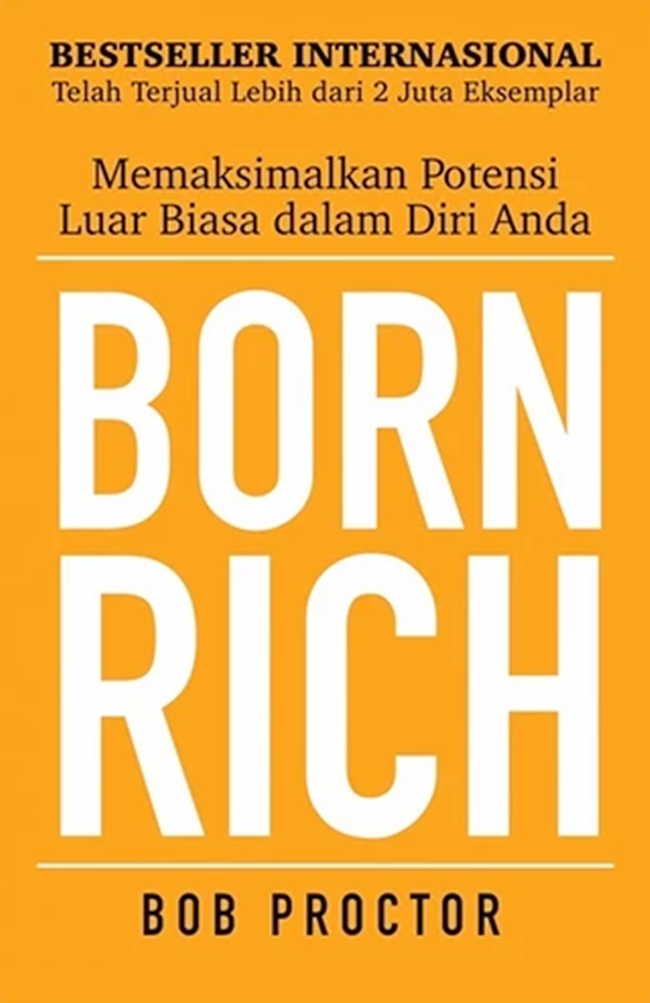 BESTSELLER INTERNASIONAL
Telah Terjual Lebih dari 2 Juta Eksemplar
Memaksimalkan Potensi
Luar Biasa dalam Diri Anda
BORN
RICH
BOB PROCTOR